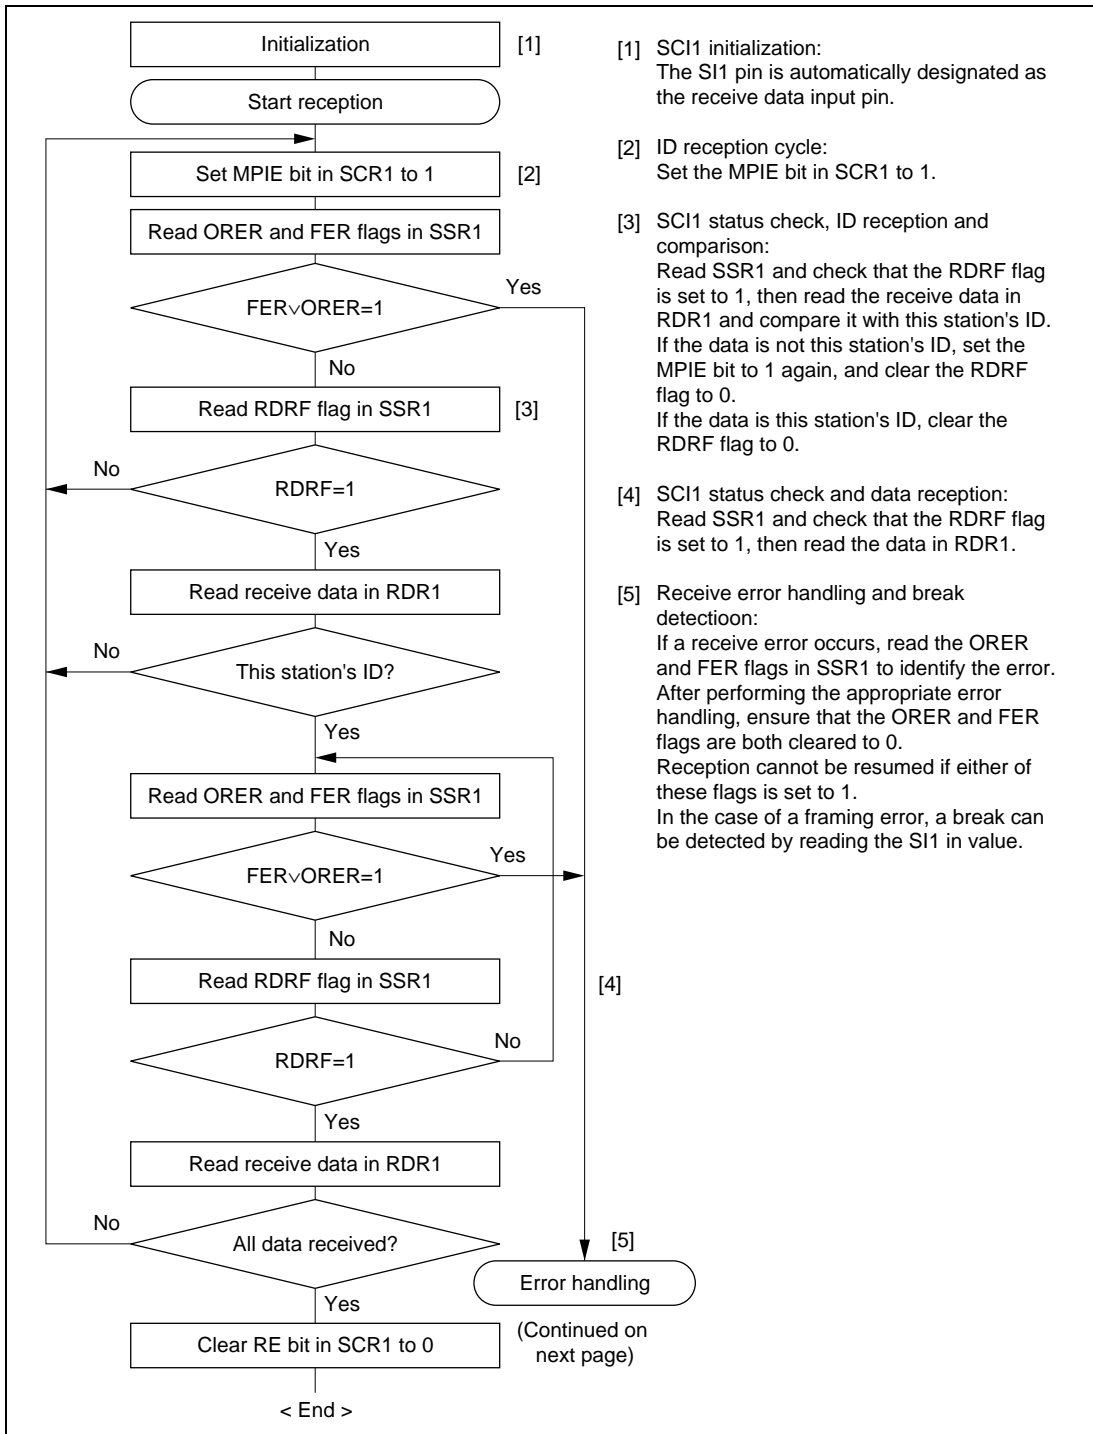 Initialization
[1]
Start reception
Set MPIE bit in SCR1 to 1
[2]
Read ORER and FER flags in SSR1
FER∨ORER=1
Yes
No
Read RDRF flag in SSR1
[3]
No
RDRF=1
Yes
Read receive data in RDR1
No
This station's ID?
Yes
Read ORER and FER flags in SSR1
FER∨ORER=1
Yes
No
Read RDRF flag in SSR1
[4]
RDRF=1
No
Yes
Read receive data in RDR1
No
All data received?
Yes
[5]
Error handling
(Continued on
next page)
Clear RE bit in SCR1 to 0
< End >
[1] SCI1 initialization:
The SI1 pin is automatically designated as
the receive data input pin.
[2] ID reception cycle:
Set the MPIE bit in SCR1 to 1.
[3] SCI1 status check, ID reception and
comparison:
Read SSR1 and check that the RDRF flag
is set to 1, then read the receive data in
RDR1 and compare it with this station's ID.
If the data is not this station's ID, set the
MPIE bit to 1 again, and clear the RDRF
flag to 0.
If the data is this station's ID, clear the
RDRF flag to 0.
[4] SCI1 status check and data reception:
Read SSR1 and check that the RDRF flag
is set to 1, then read the data in RDR1.
[5] Receive error handling and break
detectioon:
If a receive error occurs, read the ORER
and FER flags in SSR1 to identify the error.
After performing the appropriate error
handling, ensure that the ORER and FER
flags are both cleared to 0.
Reception cannot be resumed if either of
these flags is set to 1.
In the case of a framing error, a break can
be detected by reading the SI1 in value.